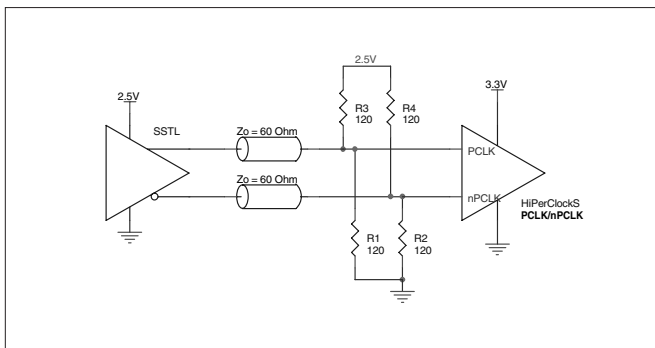 2.5V
3.3V
2.5V
SSTL
Zo = 60 Ohm
R3
120
R4
120
PCLK
Zo = 60 Ohm
nPCLK
HiPerClockS
PCLK/nPCLK
R1
120
R2
120